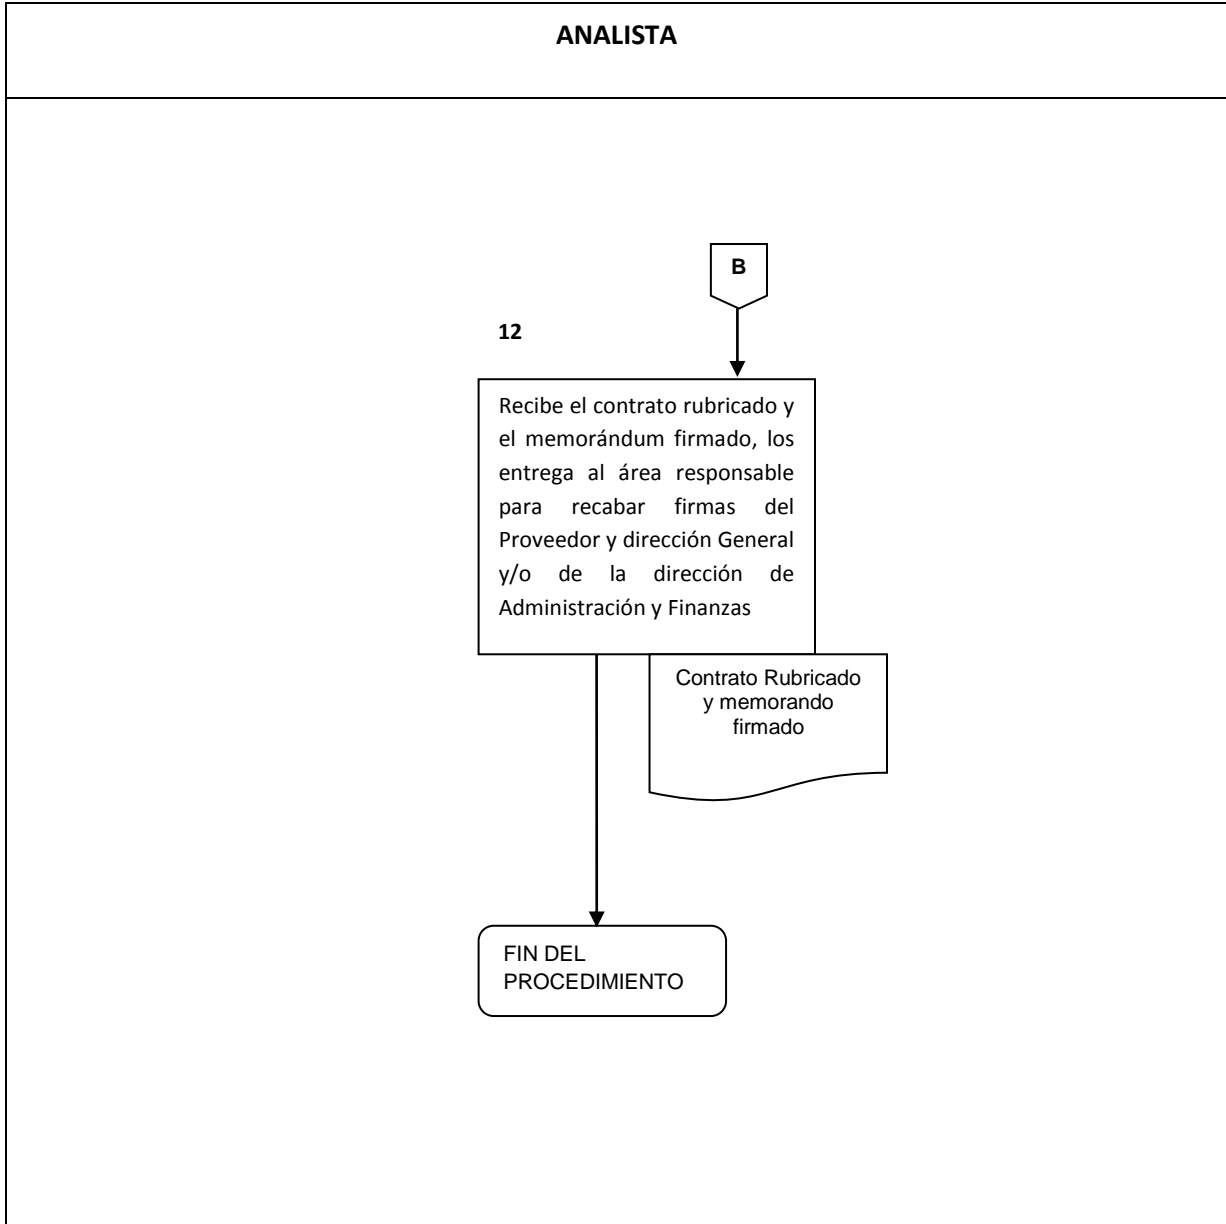 ANALISTA
B
12
Recibe el contrato rubricado y
el memorándum firmado, los
entrega al área responsable
para recabar firmas del
Proveedor y dirección General
y/o de la dirección de
Administración y Finanzas
Contrato Rubricado
y memorando
firmado
FIN DEL
PROCEDIMIENTO